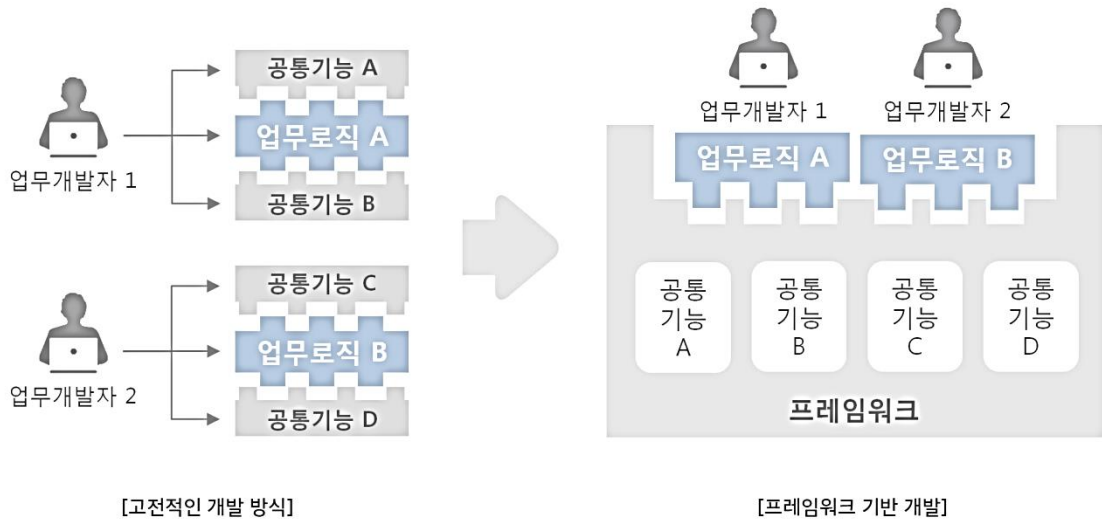 공통기능 A
업무로직 A
공통기능 B
업무개발자 1
공통기능 C
업무로직 B
공통기능 D
업무개발자 2
[고전적인 개발 방식]
업무개발자 1
업무개발자 2
업무로직 A
업무로직 B
공통
기능
A
공통
기능
B
공통
기능
C
공통
기능
D
프레임워크
[프레임워크 기반 개발]